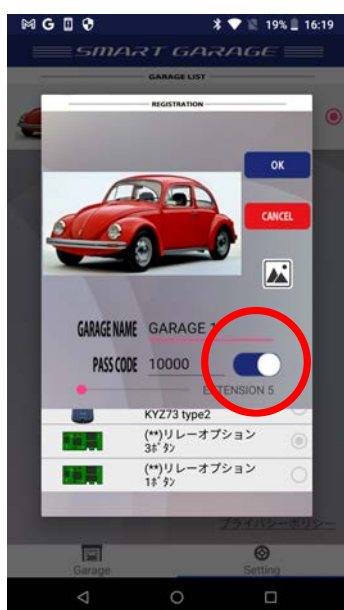 19% 16:19
SMART GARAGE
GARAGE LIST
REGISTRATION
OK
CANCEL
GARAGE NAME GARAGE 1
PASS CODE 10000
EXTENSION 5
KYZ73 type2
(**)リレーオプション
3ﾎﾞﾀﾝ
(**)リレーオプション
1ﾎﾞﾀﾝ
プライバシーポリシー
Garage Setting